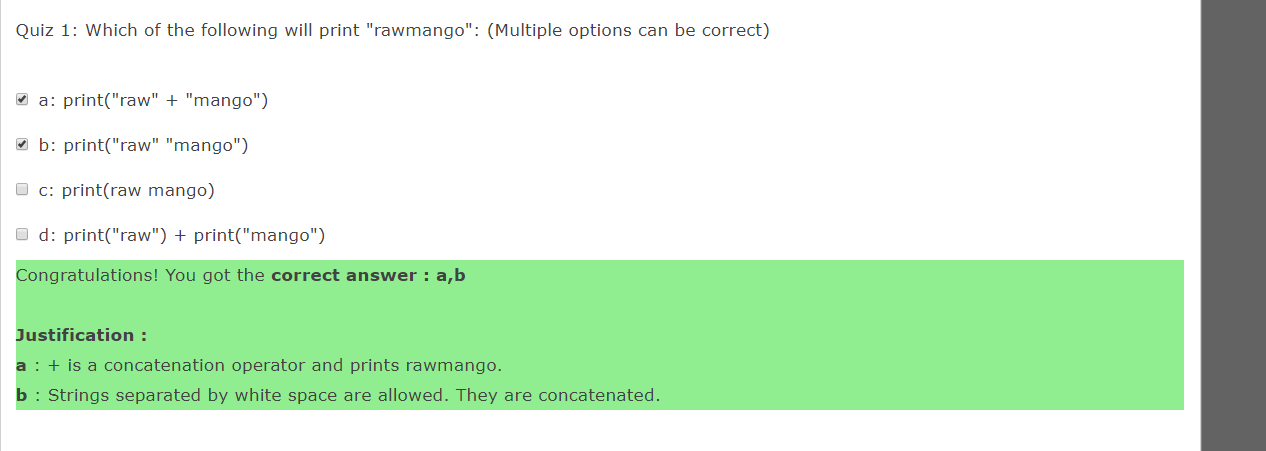 Quiz 1: Which of the following will print "rawmango": (Multiple options can be correct)
a: print("raw" + "mango")
b: print("raw" "mango")
c: print(raw mango)
d: print("raw") + print("mango")
Congratulations! You got the correct answer : a,b
Justification :
a : + is a concatenation operator and prints rawmango.
b : Strings separated by white space are allowed. They are concatenated.